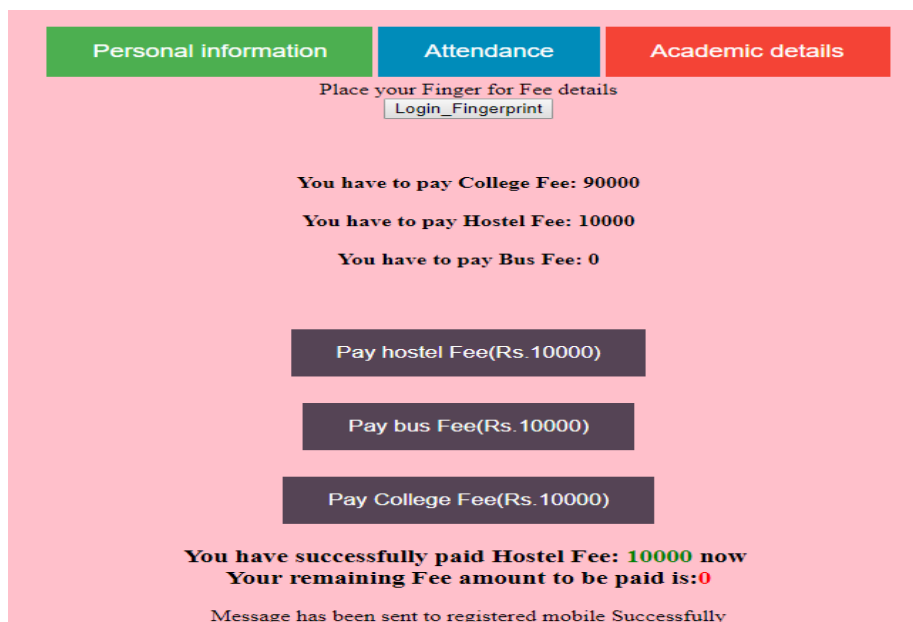 Personal information Attendance Academic details
Place your Finger for Fee details
Login_Fingerprint
You have to pay College Fee: 90000
You have to pay Hostel Fee: 10000
You have to pay Bus Fee: 0
Pay hostel Fee(Rs.10000)
Pay bus Fee(Rs.10000)
Pay College Fee(Rs.10000)
You have successfully paid Hostel Fee: 10000 now
Your remaining Fee amount to be paid is:0
Message has been sent to registered mobile Successfully